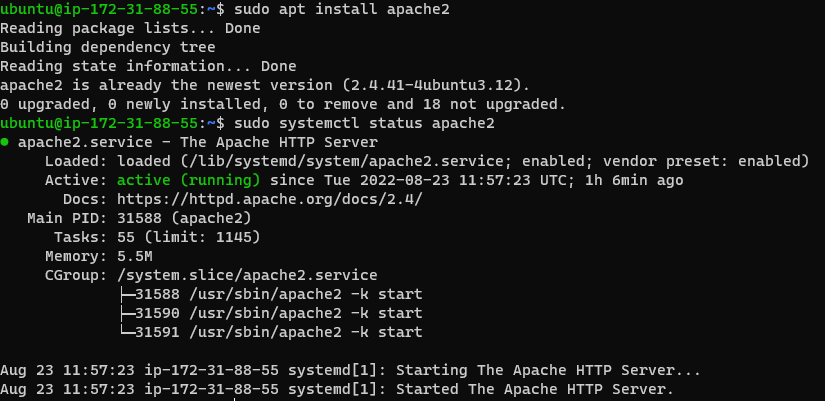 ubuntu@ip-172-31-88-55:~$ sudo apt install apache2
Reading package lists... Done
Building dependency tree
Reading state information... Done
apache2 is already the newest version (2.4.41-4ubuntu3.12).
0 upgraded, 0 newly installed, 0 to remove and 18 not upgraded.
ubuntu@ip-172-31-88-55:~$ sudo systemctl status apache2
● apache2.service - The Apache HTTP Server
     Loaded: loaded (/lib/systemd/system/apache2.service; enabled; vendor preset: enabled)
     Active: active (running) since Tue 2022-08-23 11:57:23 UTC; 1h 6min ago
       Docs: https://httpd.apache.org/docs/2.4/
   Main PID: 31588 (apache2)
      Tasks: 55 (limit: 1145)
     Memory: 5.5M
     CGroup: /system.slice/apache2.service
             ├─31588 /usr/sbin/apache2 -k start
             ├─31590 /usr/sbin/apache2 -k start
             └─31591 /usr/sbin/apache2 -k start
Aug 23 11:57:23 ip-172-31-88-55 systemd[1]: Starting The Apache HTTP Server...
Aug 23 11:57:23 ip-172-31-88-55 systemd[1]: Started The Apache HTTP Server.